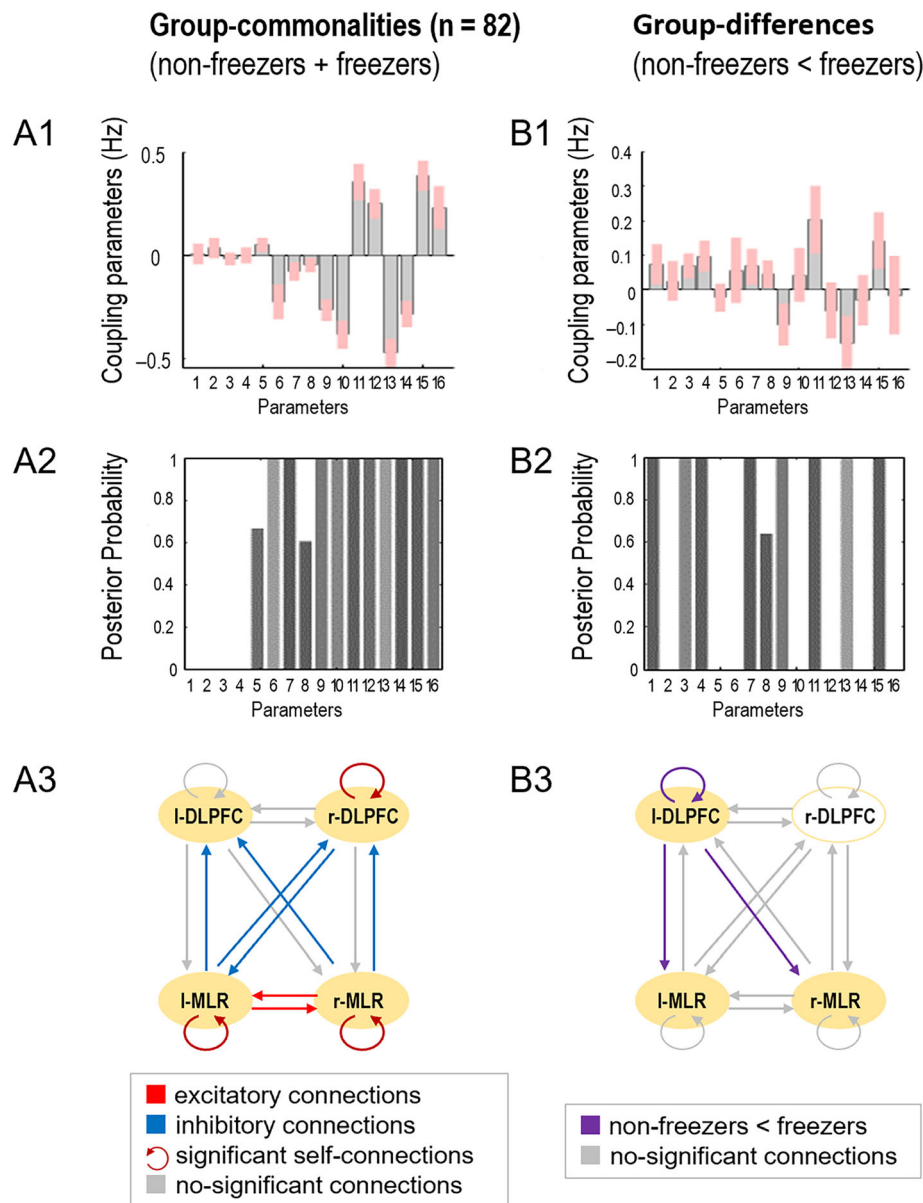 Group-commonalities (n = 82)
(non-freezers + freezers)
Group-differences
(non-freezers < freezers)
A1
Coupling parameters (Hz)
0.5
0
–0.5
1 2 3 4 5 6 7 8 9 10 11 12 13 14 15 16
Parameters
B1
Coupling parameters (Hz)
0.4
0.3
0.2
0.1
0
–0.1
–0.2
1 2 3 4 5 6 7 8 9 10 11 12 13 14 15 16
Parameters
A2
Posterior Probability
1
0.8
0.6
0.4
0.2
0
1 2 3 4 5 6 7 8 9 10 11 12 13 14 15 16
Parameters
B2
Posterior Probability
1
0.8
0.6
0.4
0.2
0
1 2 3 4 5 6 7 8 9 10 11 12 13 14 15 16
Parameters
A3
l-DLPFC
r-DLPFC
l-MLR
r-MLR
excitatory connections
inhibitory connections
significant self-connections
no-significant connections
B3
l-DLPFC
r-DLPFC
l-MLR
r-MLR
non-freezers < freezers
no-significant connections